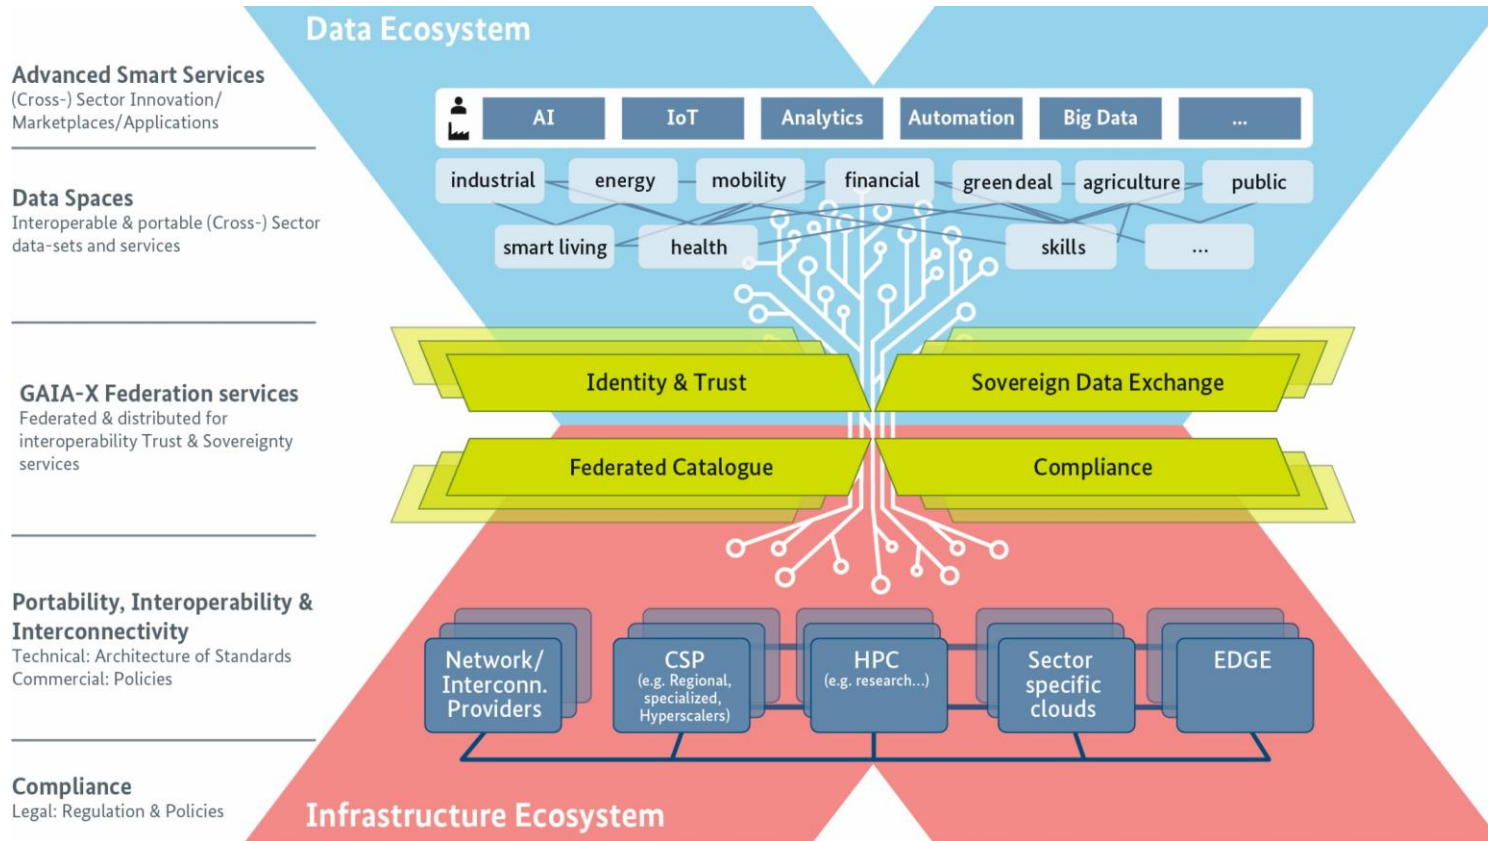 Data Ecosystem
Advanced Smart Services
(Cross-) Sector Innovation/
Marketplaces/Applications
AI
IoT
Analytics
Automation
Big Data
...
Data Spaces
Interoperable & portable (Cross-) Sector
data-sets and services
industrial
energy
mobility
financial
green deal
agriculture
public
smart living
health
skills
...
GAIA-X Federation services
Federated & distributed for
interoperability Trust & Sovereignty
services
Identity & Trust
Sovereign Data Exchange
Federated Catalogue
Compliance
Portability, Interoperability &
Interconnectivity
Technical: Architecture of Standards
Commercial: Policies
Network/
Interconn.
Providers
CSP
(e.g. Regional,
specialized,
Hyperscalers)
HPC
(e.g. research...)
Sector
specific
clouds
EDGE
Compliance
Legal: Regulation & Policies
Infrastructure Ecosystem